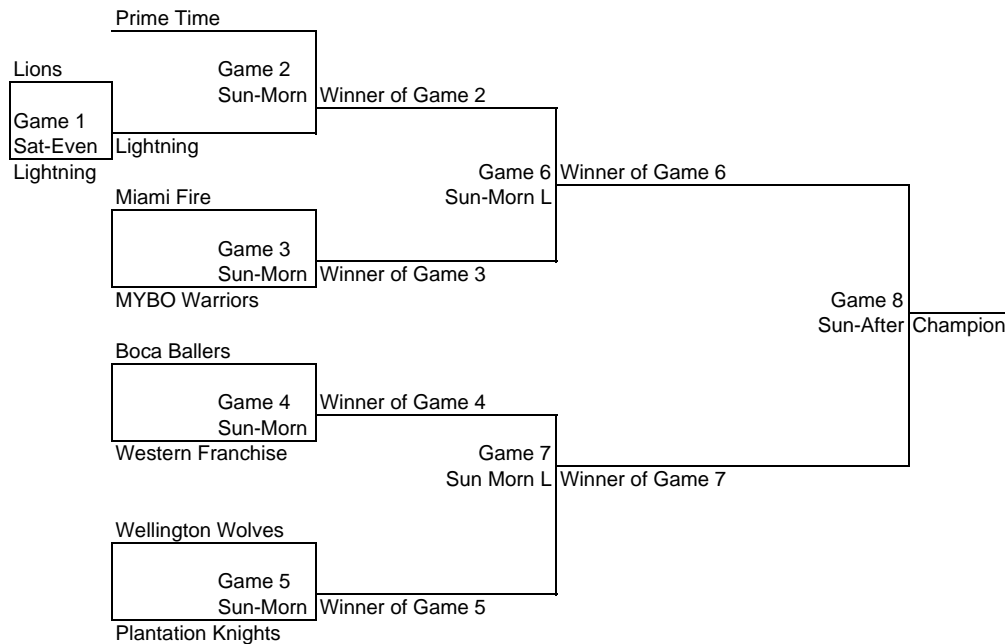 Prime Time
Lions
Game 2
Sun-Morn
Winner of Game 2
Game 1
Sat-Even
Lightning
Lightning
Game 6
Sun-Morn L
Winner of Game 6
Miami Fire
Game 3
Sun-Morn
Winner of Game 3
MYBO Warriors
Game 8
Sun-After
Champion
Boca Ballers
Game 4
Sun-Morn
Winner of Game 4
Western Franchise
Game 7
Sun Morn L
Winner of Game 7
Wellington Wolves
Game 5
Sun-Morn
Winner of Game 5
Plantation Knights